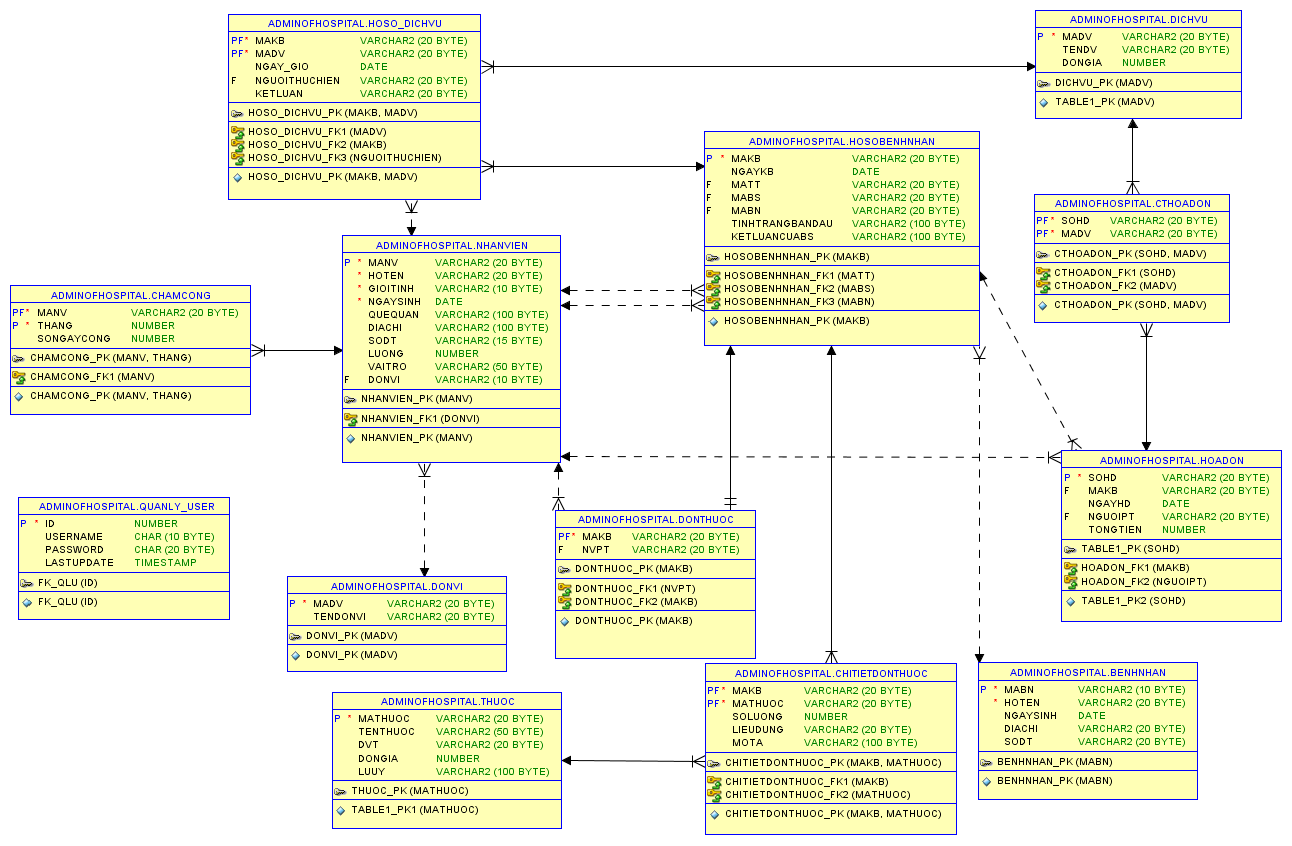 ADMINOFHOSPITAL.HOSO_DICHVU
PF* MAKB VARCHAR2 (20 BYTE)
PF* MADV VARCHAR2 (20 BYTE)
NGAY_GIO DATE
F NGUOITHUCHIEN VARCHAR2 (20 BYTE)
KETLUAN VARCHAR2 (20 BYTE)
HOSO_DICHVU_PK (MAKB, MADV)
HOSO_DICHVU_FK1 (MADV)
HOSO_DICHVU_FK2 (MAKB)
HOSO_DICHVU_FK3 (NGUOITHUCHIEN)
HOSO_DICHVU_PK (MAKB, MADV)
ADMINOFHOSPITAL.DICHVU
P * MADV VARCHAR2 (20 BYTE)
TENDV VARCHAR2 (20 BYTE)
DONGIA NUMBER
DICHVU_PK (MADV)
TABLE1_PK (MADV)
ADMINOFHOSPITAL.HOSOBENHNHAN
P * MAKB VARCHAR2 (20 BYTE)
NGAYKB DATE
F MATT VARCHAR2 (20 BYTE)
F MABS VARCHAR2 (20 BYTE)
F MABN VARCHAR2 (20 BYTE)
TINHTRANGBANDAU VARCHAR2 (100 BYTE)
KETLUANCUABS VARCHAR2 (100 BYTE)
HOSOBENHNHAN_PK (MAKB)
HOSOBENHNHAN_FK1 (MATT)
HOSOBENHNHAN_FK2 (MABS)
HOSOBENHNHAN_FK3 (MABN)
HOSOBENHNHAN_PK (MAKB)
ADMINOFHOSPITAL.CTHOADON
PF* SOHD VARCHAR2 (20 BYTE)
PF* MADV VARCHAR2 (20 BYTE)
CTHOADON_PK (SOHD, MADV)
CTHOADON_FK1 (SOHD)
CTHOADON_FK2 (MADV)
CTHOADON_PK (SOHD, MADV)
ADMINOFHOSPITAL.NHANVIEN
P * MANV VARCHAR2 (20 BYTE)
* HOTEN VARCHAR2 (20 BYTE)
* GIOITINH VARCHAR2 (10 BYTE)
* NGAYSINH DATE
QUEQUAN VARCHAR2 (100 BYTE)
DIACHI VARCHAR2 (100 BYTE)
SODT VARCHAR2 (15 BYTE)
LUONG NUMBER
VAITRO VARCHAR2 (50 BYTE)
F DONVI VARCHAR2 (10 BYTE)
NHANVIEN_PK (MANV)
NHANVIEN_FK1 (DONVI)
NHANVIEN_PK (MANV)
ADMINOFHOSPITAL.CHAMCONG
PF* MANV VARCHAR2 (20 BYTE)
P * THANG NUMBER
SONGAYCONG NUMBER
CHAMCONG_PK (MANV, THANG)
CHAMCONG_FK1 (MANV)
CHAMCONG_PK (MANV, THANG)
ADMINOFHOSPITAL.HOADON
P * SOHD VARCHAR2 (20 BYTE)
F MAKB VARCHAR2 (20 BYTE)
NGAYHD DATE
F NGUOIPT VARCHAR2 (20 BYTE)
TONGTIEN NUMBER
TABLE1_PK (SOHD)
HOADON_FK1 (MAKB)
HOADON_FK2 (NGUOIPT)
TABLE1_PK2 (SOHD)
ADMINOFHOSPITAL.QUANLY_USER
P * ID NUMBER
USERNAME CHAR (10 BYTE)
PASSWORD CHAR (20 BYTE)
LASTUPDATE TIMESTAMP
FK_QLU (ID)
FK_QLU (ID)
ADMINOFHOSPITAL.DONTHUOC
PF* MAKB VARCHAR2 (20 BYTE)
F NVPT VARCHAR2 (20 BYTE)
DONTHUOC_PK (MAKB)
DONTHUOC_FK1 (NVPT)
DONTHUOC_FK2 (MAKB)
DONTHUOC_PK (MAKB)
ADMINOFHOSPITAL.DONVI
P * MADV VARCHAR2 (20 BYTE)
TENDONVI VARCHAR2 (20 BYTE)
DONVI_PK (MADV)
DONVI_PK (MADV)
ADMINOFHOSPITAL.CHITIETDONTHUOC
PF* MAKB VARCHAR2 (20 BYTE)
PF* MATHUOC VARCHAR2 (20 BYTE)
SOLUONG NUMBER
LIEUDUNG VARCHAR2 (20 BYTE)
MOTA VARCHAR2 (100 BYTE)
CHITIETDONTHUOC_PK (MAKB, MATHUOC)
CHITIETDONTHUOC_FK1 (MAKB)
CHITIETDONTHUOC_FK2 (MATHUOC)
CHITIETDONTHUOC_PK (MAKB, MATHUOC)
ADMINOFHOSPITAL.BENHNHAN
P * MABN VARCHAR2 (10 BYTE)
* HOTEN VARCHAR2 (20 BYTE)
NGAYSINH DATE
DIACHI VARCHAR2 (20 BYTE)
SODT VARCHAR2 (20 BYTE)
BENHNHAN_PK (MABN)
BENHNHAN_PK (MABN)
ADMINOFHOSPITAL.THUOC
P * MATHUOC VARCHAR2 (20 BYTE)
TENTHUOC VARCHAR2 (50 BYTE)
DVT VARCHAR2 (20 BYTE)
DONGIA NUMBER
LUUY VARCHAR2 (100 BYTE)
THUOC_PK (MATHUOC)
TABLE1_PK1 (MATHUOC)